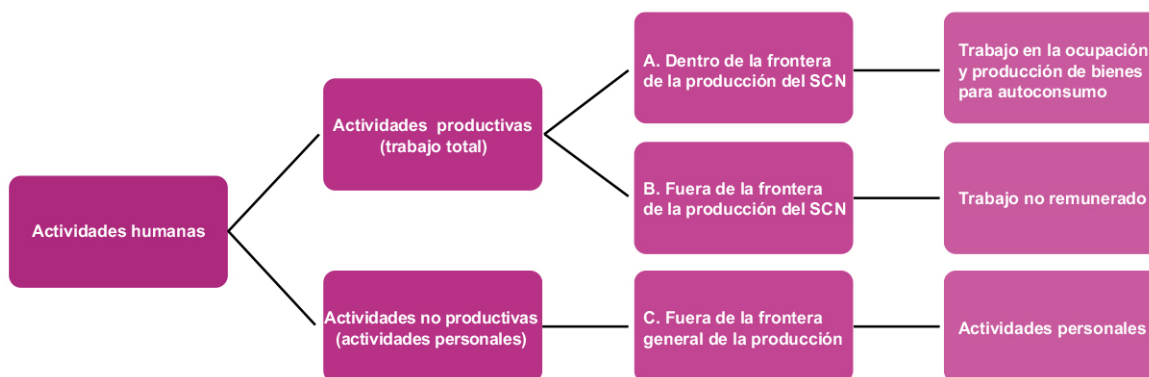 Actividades humanas
Actividades productivas
(trabajo total)
Actividades no productivas
(actividades personales)
A. Dentro de la frontera
de la producción del SCN
B. Fuera de la frontera
de la producción del SCN
C. Fuera de la frontera
general de la producción
Trabajo en la ocupación
y producción de bienes
para autoconsumo
Trabajo no remunerado
Actividades personales